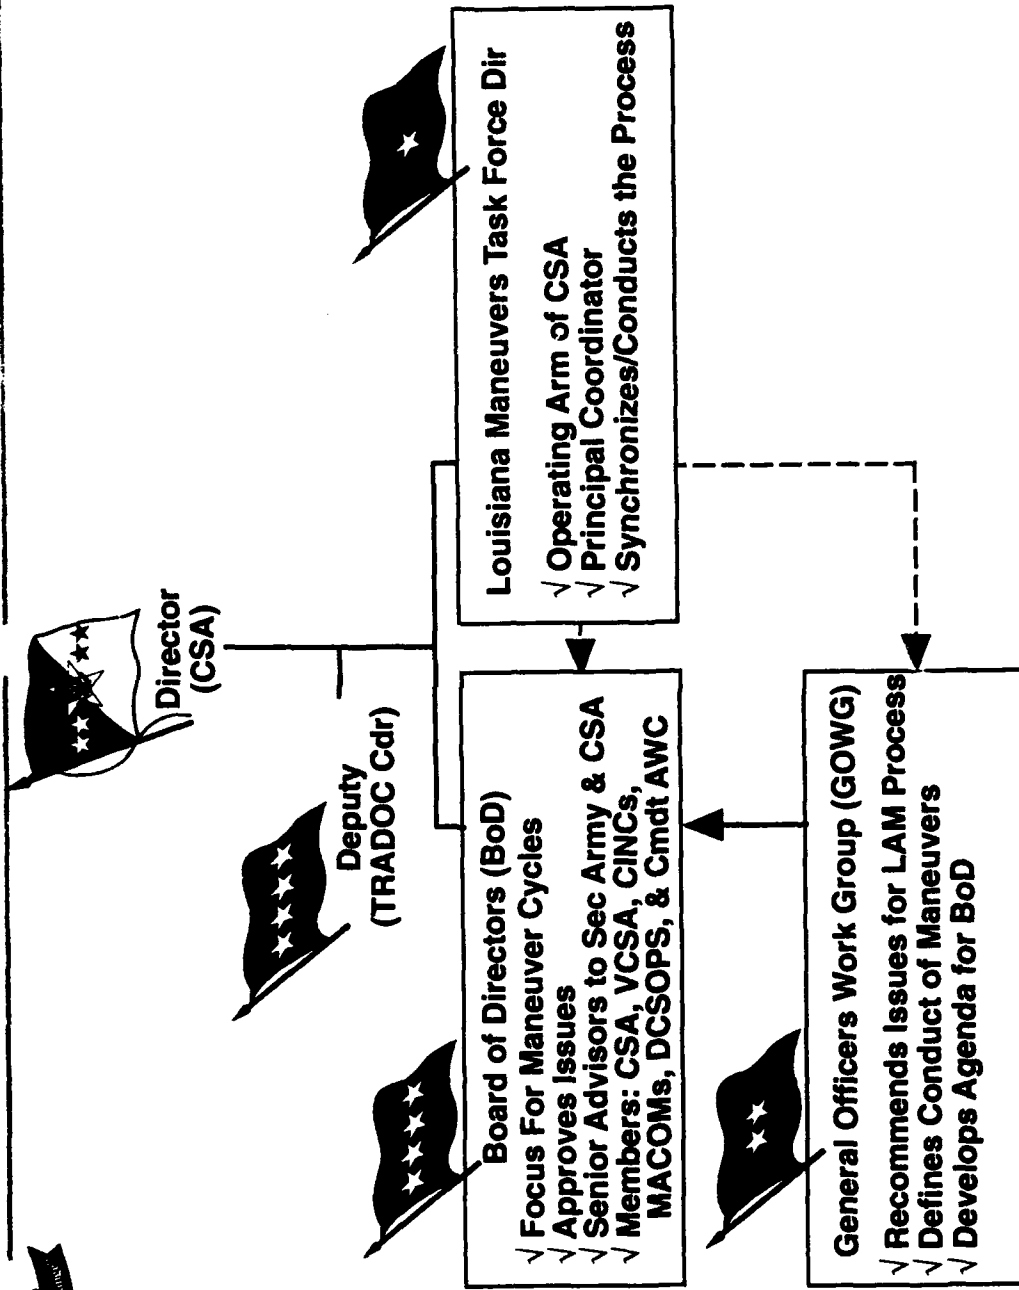 Director
(CSA)
Deputy
(TRADOC Cdr)
Board of Directors (BoD)
√ Focus For Maneuver Cycles
√ Approves Issues
√ Senior Advisors to Sec Army & CSA
√ Members: CSA, VCSA, CINCs,
MACOMs, DCSOPS, & Cmdt AWC
Louisiana Maneuvers Task Force Dir
√ Operating Arm of CSA
√ Principal Coordinator
√ Synchronizes/Conducts the Process
General Officers Work Group (GOWG)
√ Recommends Issues for LAM Process
√ Defines Conduct of Maneuvers
√ Develops Agenda for BoD